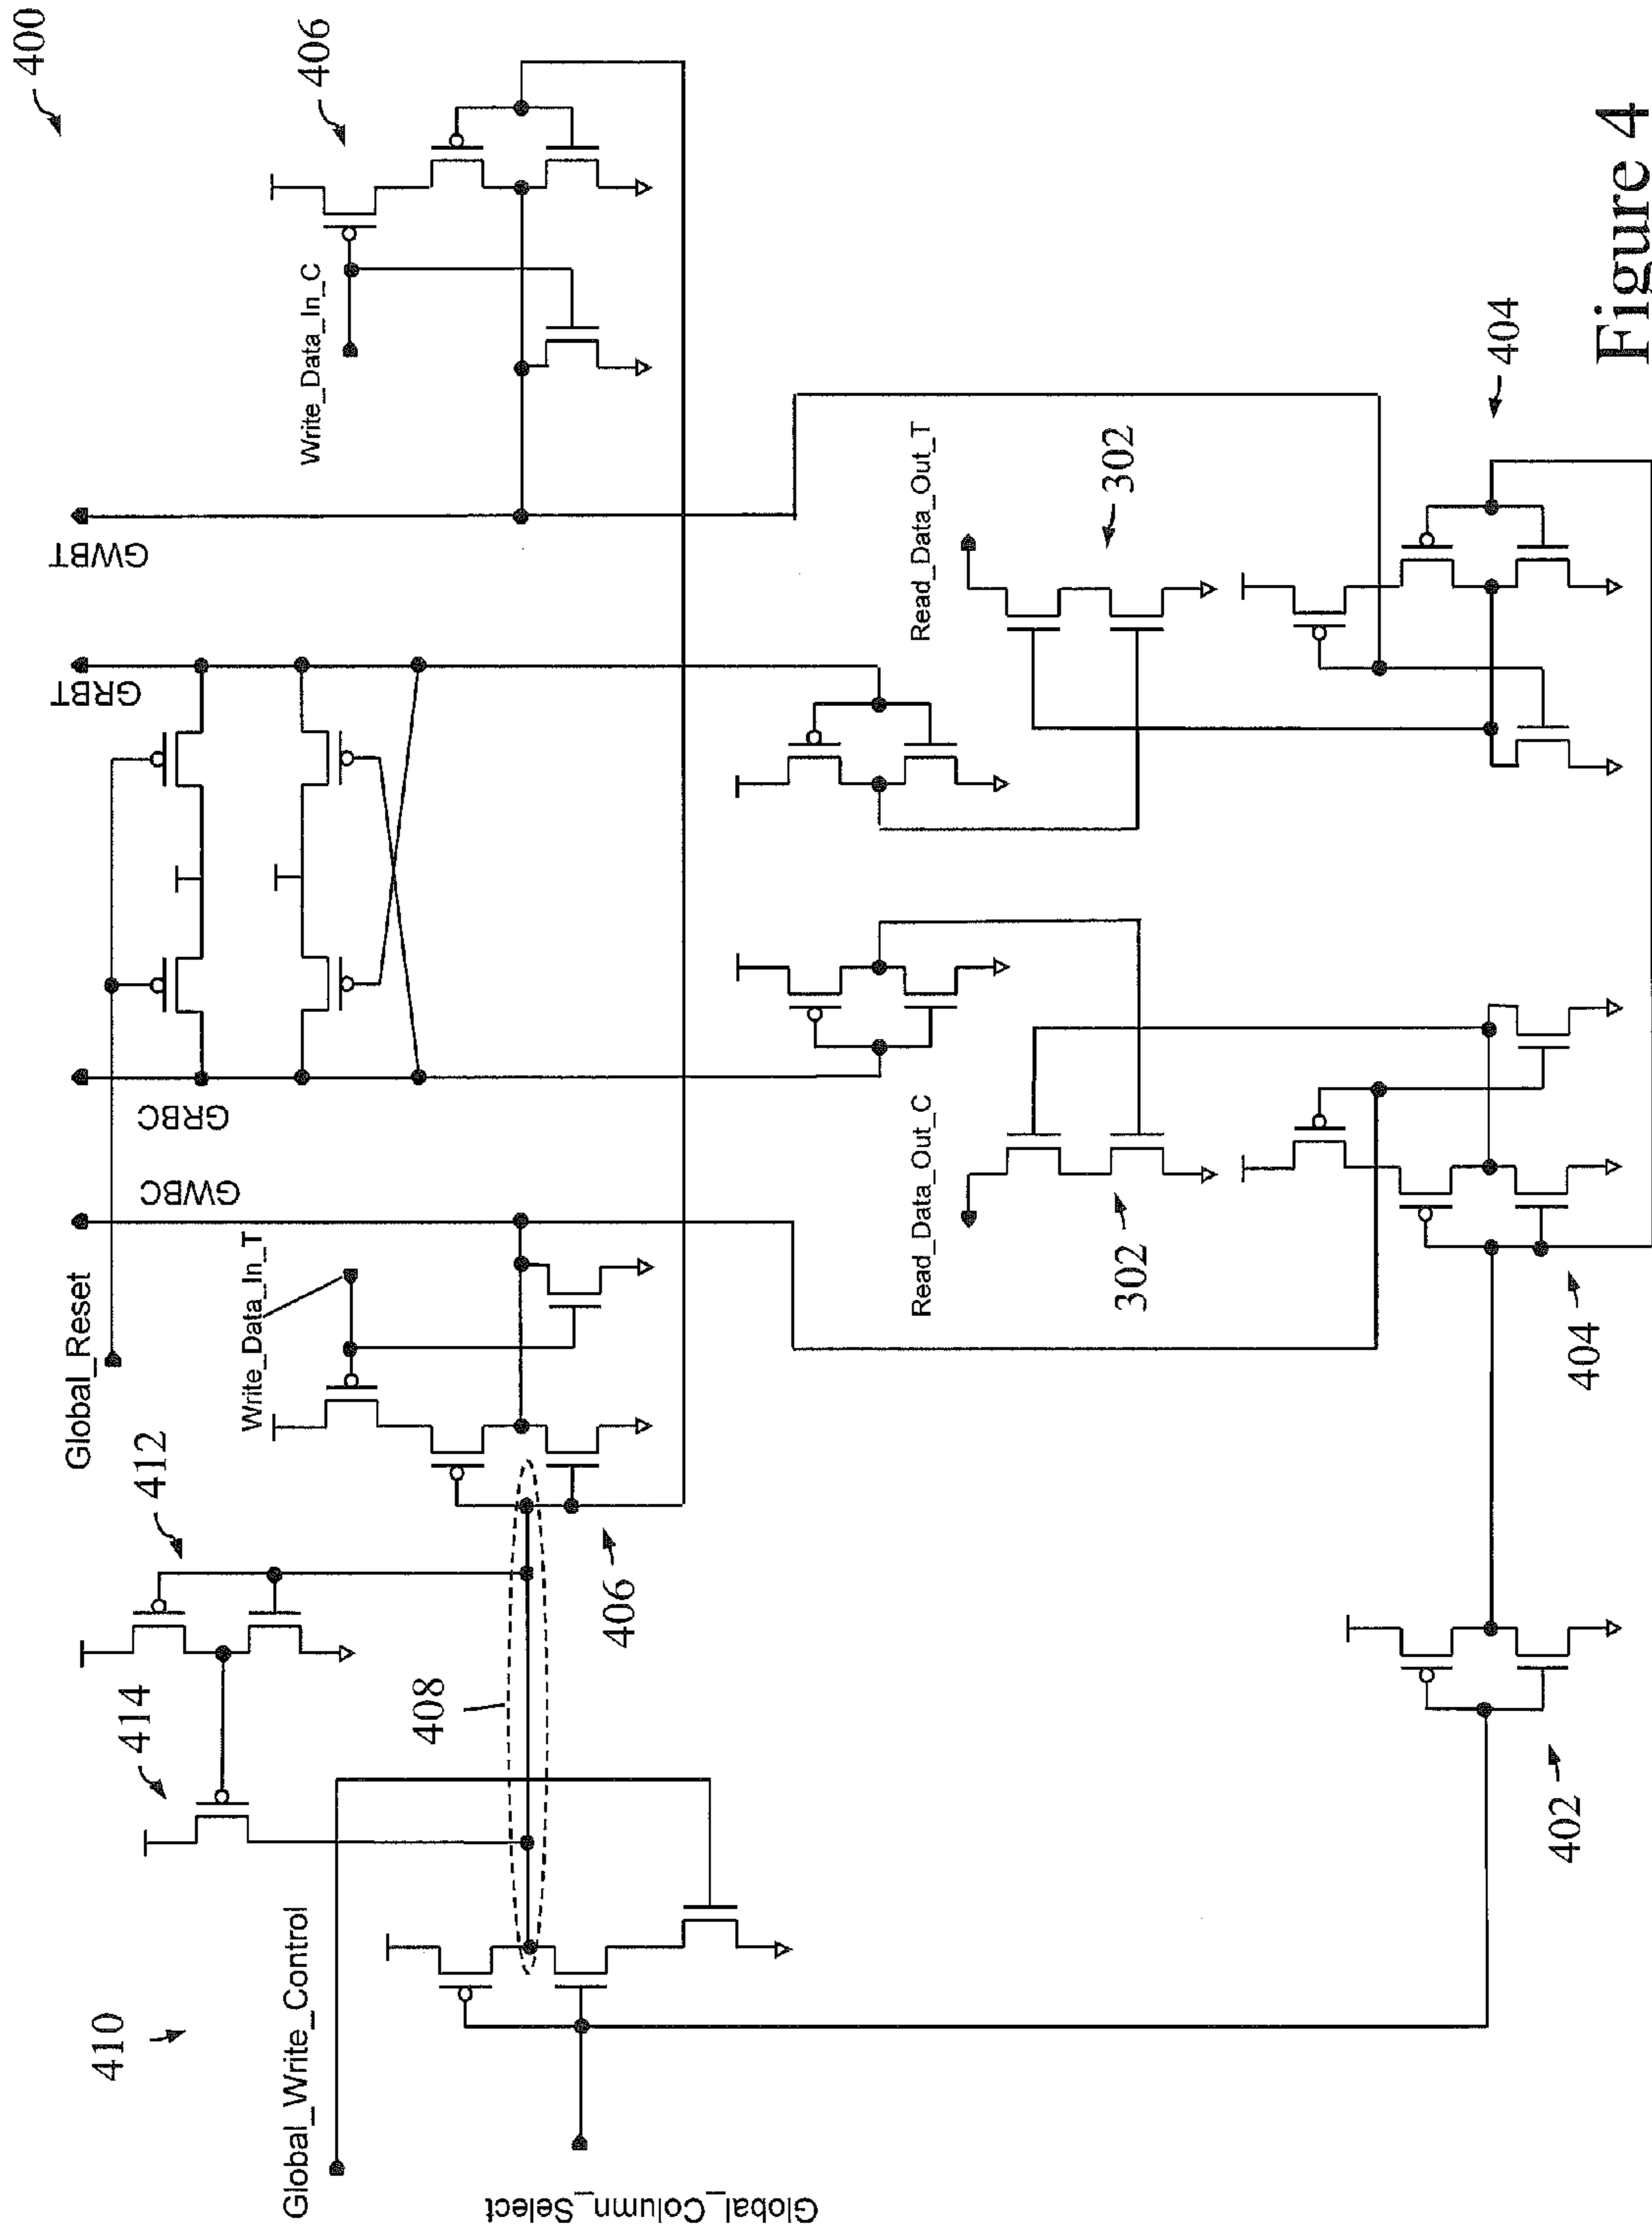 400
406
Write_Data_In_C
GWBT
GRBT
GRBC
GWBC
Global_Reset
Write_Data_In_T
412
414
408
406
410
Global_Write_Control
Global_Column_Select
Read_Data_Out_T
302
Read_Data_Out_C
302
404
404
402
Figure 4